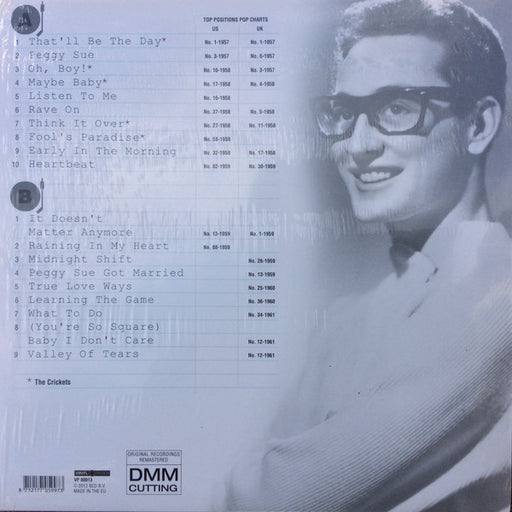 A
TOP POSITIONS POP CHARTS
US UK
1 That'll Be The Day* No. 1-1957 No. 1-1957
2 Peggy Sue No. 3-1957 No. 6-1957
3 Oh, Boy!* No. 10-1958 No. 3-1957
4 Maybe Baby* No. 17-1958 No. 4-1958
5 Listen To Me No. 16-1958
6 Rave On No. 37-1958 No. 5-1958
7 Think It Over* No. 27-1958 No. 11-1958
8 Fool's Paradise* No. 58-1958
9 Early In The Morning No. 32-1958 No. 17-1958
10 Heartbeat No. 82-1959 No. 30-1959
B
1 It Doesn't
Matter Anymore No. 13-1959 No. 1-1959
2 Raining In My Heart No. 88-1959
3 Midnight Shift No. 26-1959
4 Peggy Sue Got Married No. 13-1959
5 True Love Ways No. 25-1960
6 Learning The Game No. 36-1960
7 What To Do No. 34-1961
8 (You're So Square)
Baby I Don't Care No. 12-1961
9 Valley Of Tears No. 12-1961
* The Crickets
ORIGINAL RECORDINGS
REMASTERED
DMM
CUTTING
VINYL
VP 80013
© 2013 BCD B.V.
MADE IN THE EU
8 712177 059973